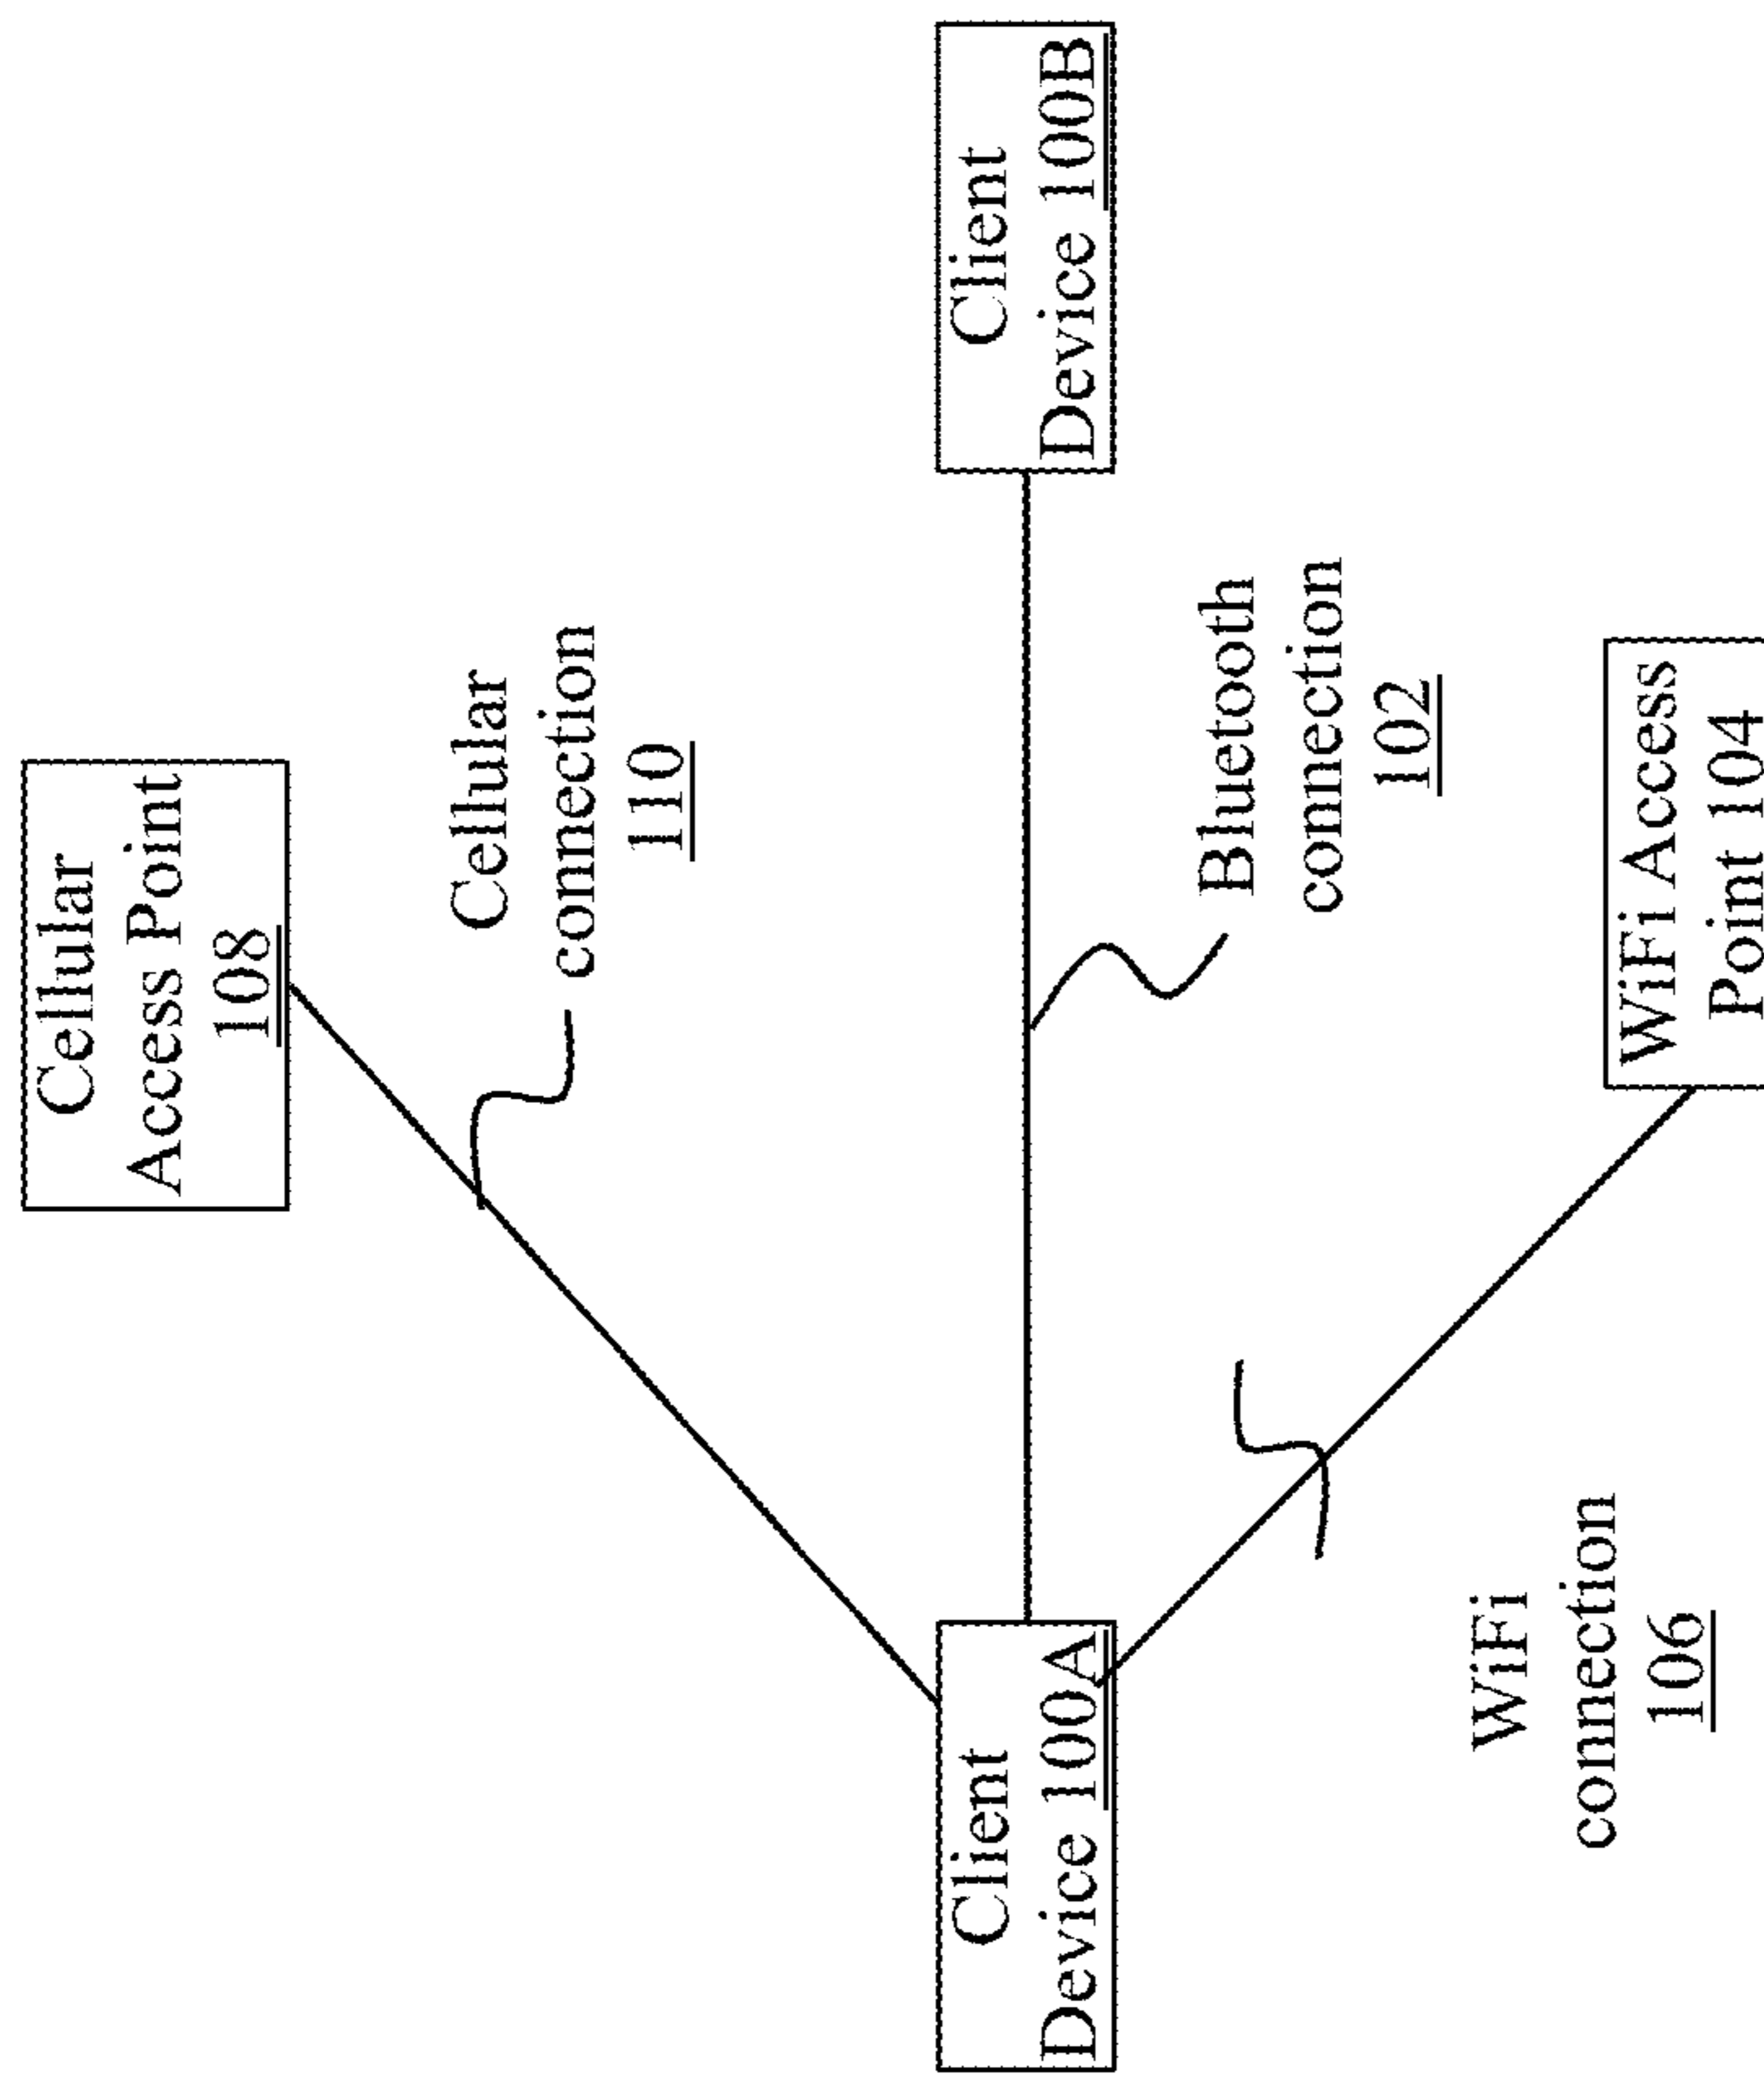 Cellular
Access Point
108
Cellular
connection
110
Client
Device 100A
Client
Device 100B
Bluetooth
connection
102
WiFi
connection
106
WiFi Access
Point 104